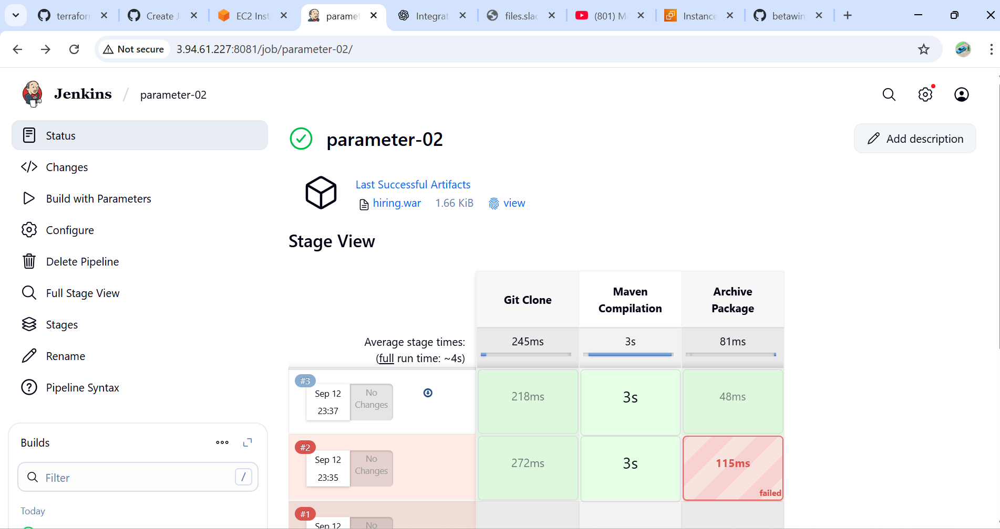 terraforr
Create J
EC2 Inst
paramet
Integrat
files.slac
(801) M
Instance
betawin
Not secure
3.94.61.227:8081/job/parameter-02/
Jenkins / parameter-02
Status
Changes
Build with Parameters
Configure
Delete Pipeline
Full Stage View
Stages
Rename
Pipeline Syntax
Builds
Filter /
Today
parameter-02
Add description
Last Successful Artifacts
hiring.war 1.66 KiB view
Stage View
Git Clone
Maven
Compilation
Archive
Package
Average stage times:
(full run time: ~4s)
245ms
3s
81ms
#3
Sep 12
23:37
No
Changes
218ms
3s
48ms
#2
Sep 12
23:35
No
Changes
272ms
3s
115ms
failed
#1
Sep 12
No